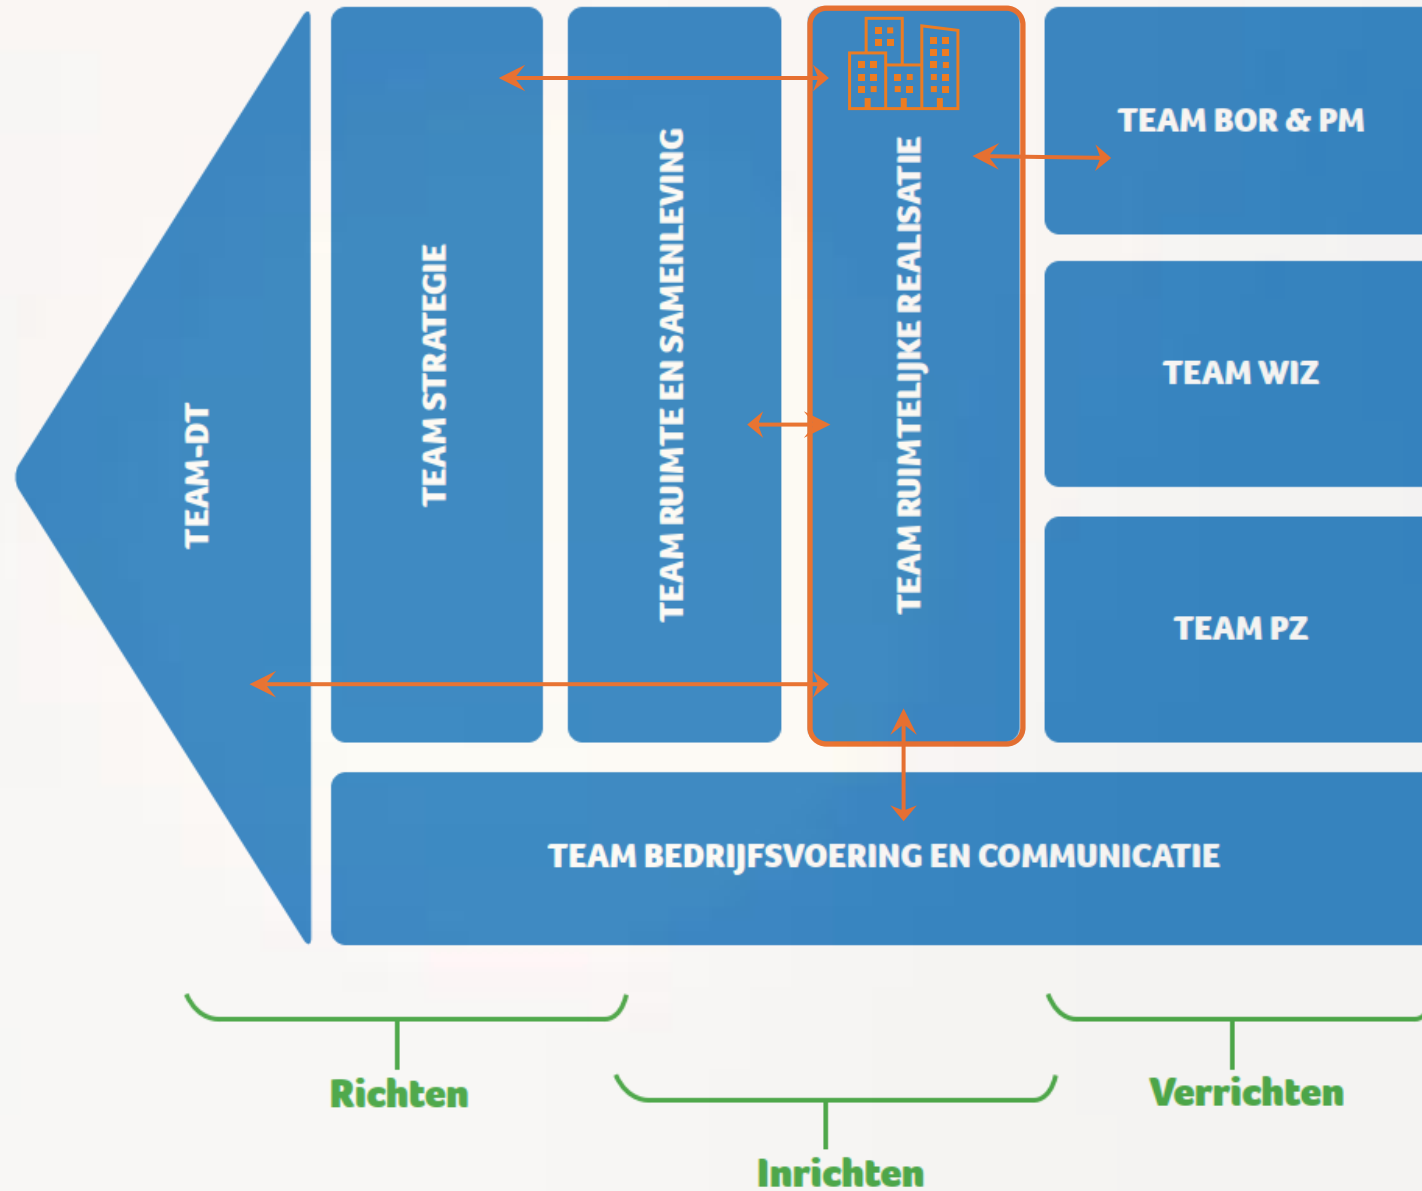 TEAM-DT
TEAM STRATEGIE
TEAM RUIMTE EN SAMENLEVING
TEAM RUIMTELIJKE REALISATIE
TEAM BOR & PM
TEAM WIZ
TEAM PZ
TEAM BEDRIJFSVOERING EN COMMUNICATIE
Richten
Inrichten
Verrichten